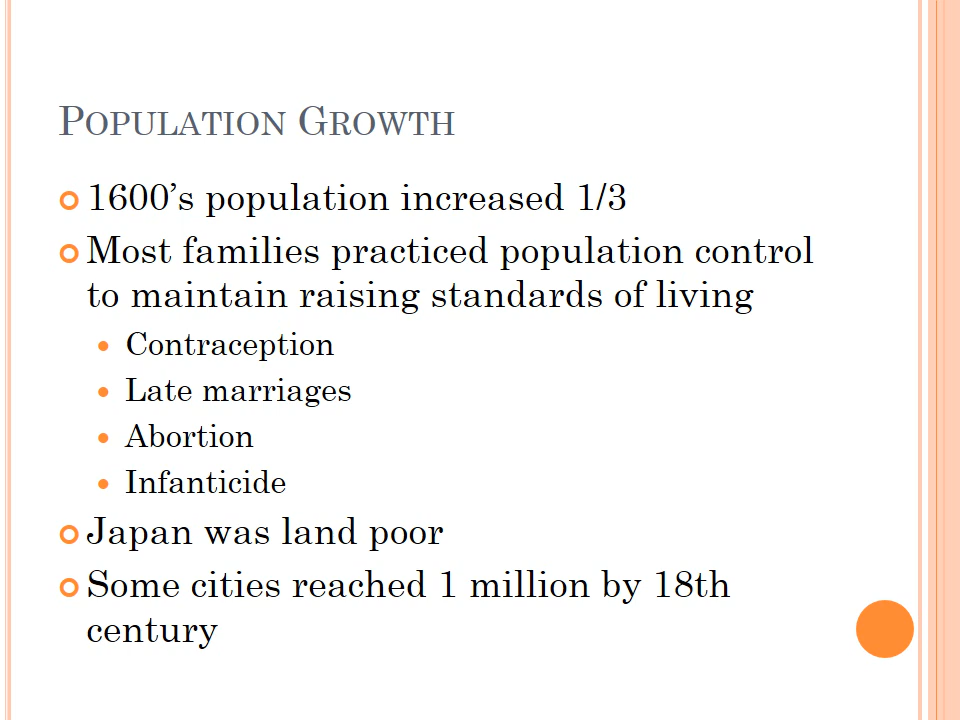 Population Growth
1600’s population increased 1/3
Most families practiced population control
to maintain raising standards of living
Contraception
Late marriages
Abortion
Infanticide
Japan was land poor
Some cities reached 1 million by 18th
century